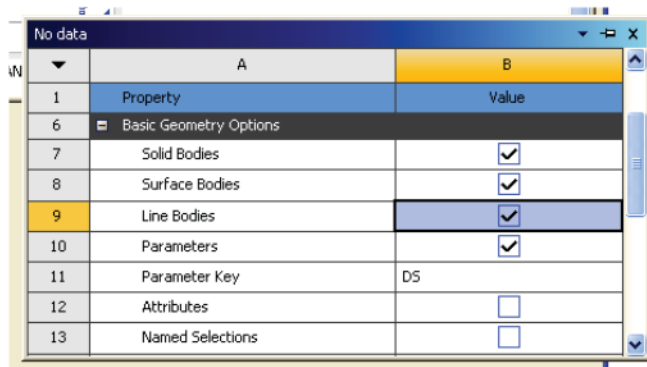 No data
A B
1 Property Value
6 Basic Geometry Options
7 Solid Bodies
8 Surface Bodies
9 Line Bodies
10 Parameters
11 Parameter Key DS
12 Attributes
13 Named Selections